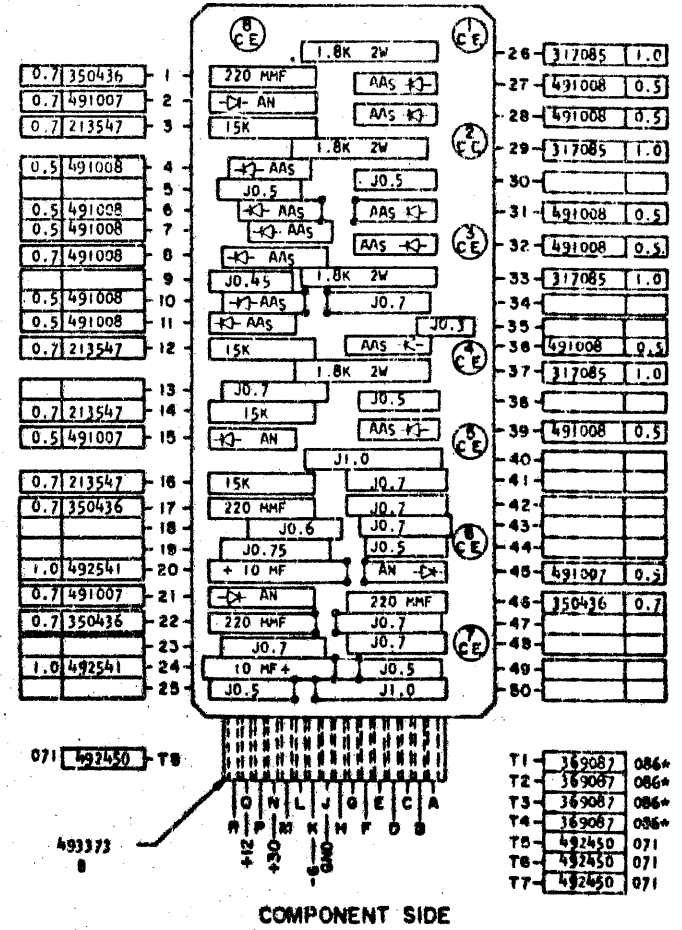 8 C E
1 C E
1.8K 2W
26 317085 1.0
0.7 350436 1
220 MMF
AAS
27 491008 0.5
0.7 491007 2
AN
AAS
28 491008 0.5
0.7 213547 3
15K
2 C E
1.8K 2W
29 317085 1.0
0.5 491008 4
AAS
J0.5
30
5
J0.5
0.5 491008 6
AAS
AAS
31 491008 0.5
0.5 491008 7
AAS
3 C E
AAS
32 491008 0.5
0.7 491008 8
AAS
9
J0.45
1.8K 2W
33 317085 1.0
0.5 491008 10
AAS
J0.7
34
0.5 491008 11
AAS
J0.3
35
0.7 213547 12
15K
AAS
36 491008 0.5
4 C E
1.8K 2W
37 317085 1.0
13
J0.7
J0.5
38
0.7 213547 14
15K
0.5 491007 15
AN
AAS
5 C E
39 491008 0.5
J1.0
40
0.7 213547 16
15K
J0.7
41
0.7 350436 17
220 MMF
J0.7
42
18
J0.6
J0.7
43
19
J0.75
J0.5
6 C E
44
1.0 492541 20
+ 10 MF
AN
45 491007 0.5
0.7 491007 21
AN
220 MMF
46 350436 0.7
0.7 350436 22
220 MMF
J0.7
47
23
J0.7
J0.7
7 C E
48
1.0 492541 24
10 MF +
J0.5
49
25
J0.5
J1.0
50
071 492450 T8
T1 369087 086*
T2 369087 086*
T3 369087 086*
T4 369087 086*
T5 492450 071
T6 492450 071
T7 492450 071
R Q P N M L K J H G F E D C B A
+12 +30 -6 GND
493373
B
COMPONENT SIDE